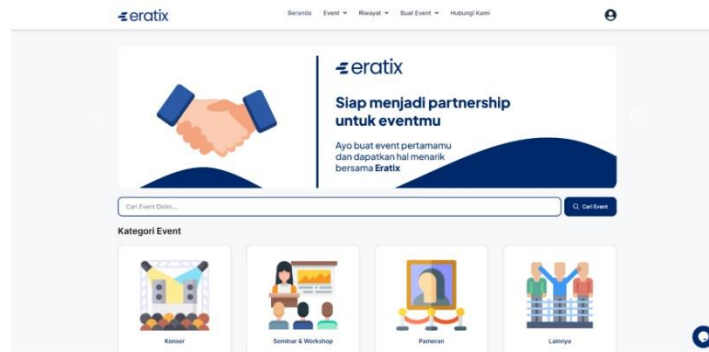 eratix
Beranda Event Riwayat Buat Event Hubungi Kami
eratix
Siap menjadi partnership
untuk eventmu
Ayo buat event pertamamu
dan dapatkan hal menarik
bersama Eratix
Cari Event Disini...
Cari Event
Kategori Event
Konser
Seminar & Workshop
Pameran
Lainnya